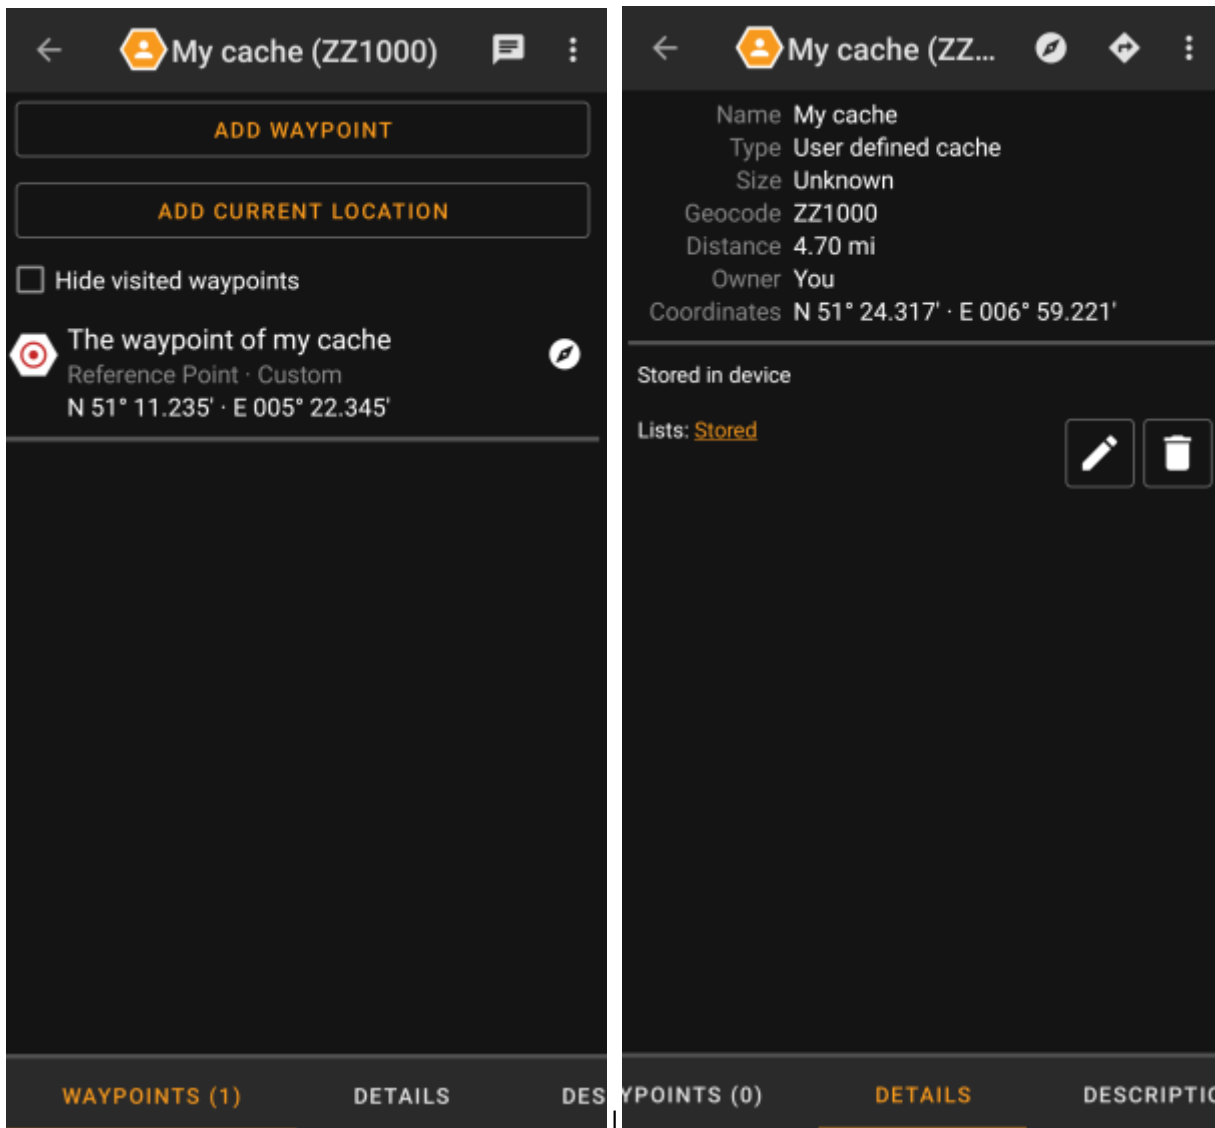 My cache (ZZ1000)
ADD WAYPOINT
ADD CURRENT LOCATION
Hide visited waypoints
The waypoint of my cache
Reference Point · Custom
N 51° 11.235' · E 005° 22.345'
WAYPOINTS (1) DETAILS DES
My cache (ZZ...
Name My cache
Type User defined cache
Size Unknown
Geocode ZZ1000
Distance 4.70 mi
Owner You
Coordinates N 51° 24.317' · E 006° 59.221'
Stored in device
Lists: Stored
YPOINTS (0) DETAILS DESCRIPTIO